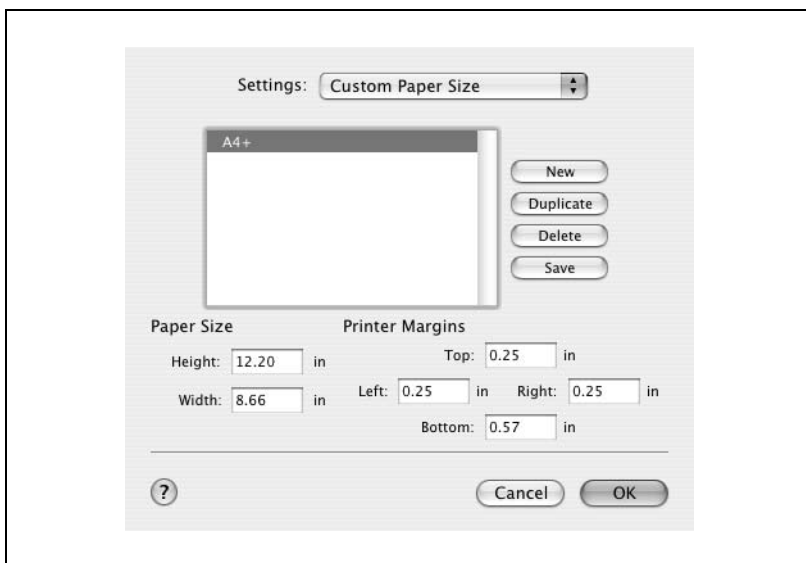 Settings: Custom Paper Size
A4+
New
Duplicate
Delete
Save
Paper Size
Printer Margins
Height: 12.20 in
Top: 0.25 in
Width: 8.66 in
Left: 0.25 in Right: 0.25 in
Bottom: 0.57 in
? Cancel OK